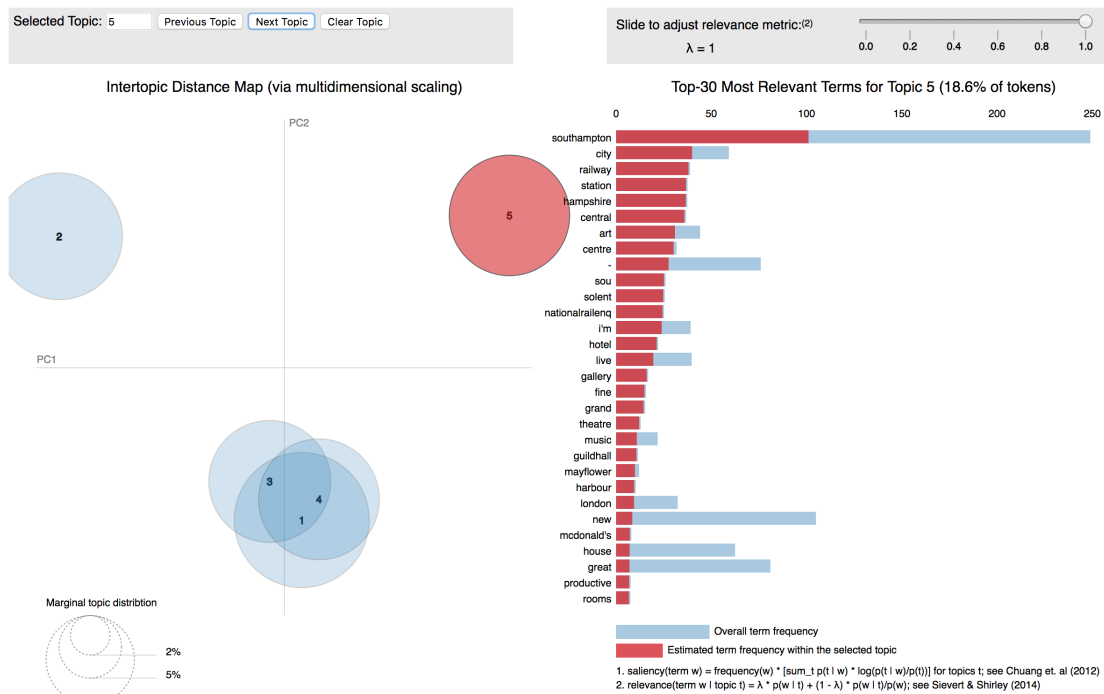 Selected Topic: 5 Previous Topic Next Topic Clear Topic
Slide to adjust relevance metric:(2)
λ = 1
0.0 0.2 0.4 0.6 0.8 1.0
Intertopic Distance Map (via multidimensional scaling)
PC2
PC1
2
5
3
4
1
Marginal topic distribtion
2%
5%
Top-30 Most Relevant Terms for Topic 5 (18.6% of tokens)
0 50 100 150 200 250
southampton
city
railway
station
hampshire
central
art
centre
-
sou
solent
nationalrailenq
i'm
hotel
live
gallery
fine
grand
theatre
music
guildhall
mayflower
harbour
london
new
mcdonald's
house
great
productive
rooms
Overall term frequency
Estimated term frequency within the selected topic
1. saliency(term w) = frequency(w) * [sum_t p(t | w) * log(p(t | w)/p(t))] for topics t; see Chuang et. al (2012)
2. relevance(term w | topic t) = λ * p(w | t) + (1 - λ) * p(w | t)/p(w); see Sievert & Shirley (2014)